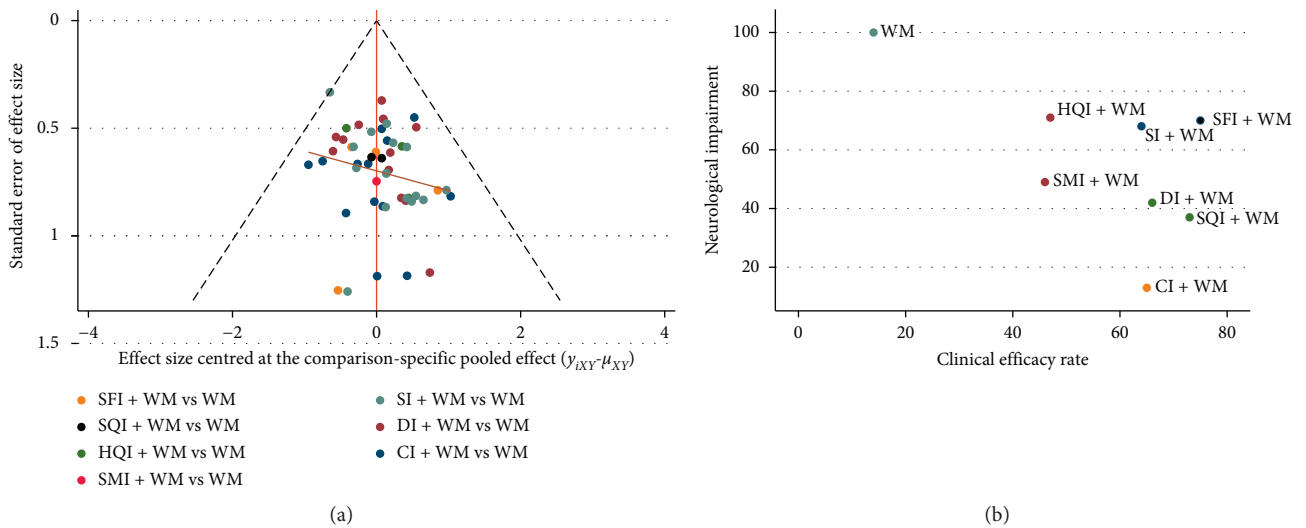 0
0.5
1
1.5
Standard error of effect size
−4
−2
0
2
4
Effect size centred at the comparison-specific pooled effect (y_{iXY}-μ_{XY})
SFI + WM vs WM
SQI + WM vs WM
HQI + WM vs WM
SMI + WM vs WM
SI + WM vs WM
DI + WM vs WM
CI + WM vs WM
(a)
100
80
60
40
20
Neurological impairment
WM
HQI + WM
SFI + WM
SI + WM
SMI + WM
DI + WM
SQI + WM
CI + WM
0
20
40
60
80
Clinical efficacy rate
(b)